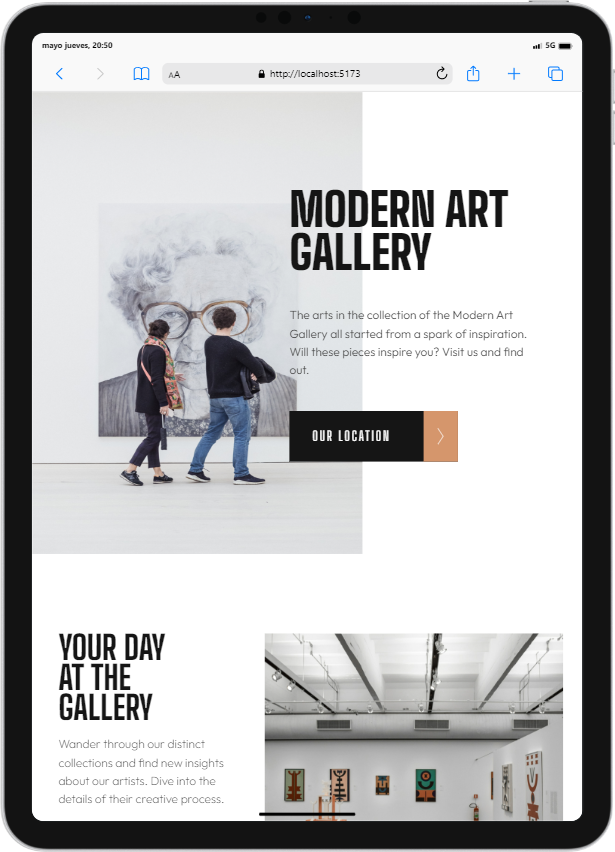 mayo jueves, 20:50
5G
AA
http://localhost:5173
MODERN ART
GALLERY
The arts in the collection of the Modern Art
Gallery all started from a spark of inspiration.
Will these pieces inspire you? Visit us and find
out.
OUR LOCATION
YOUR DAY
AT THE
GALLERY
Wander through our distinct
collections and find new insights
about our artists. Dive into the
details of their creative process.